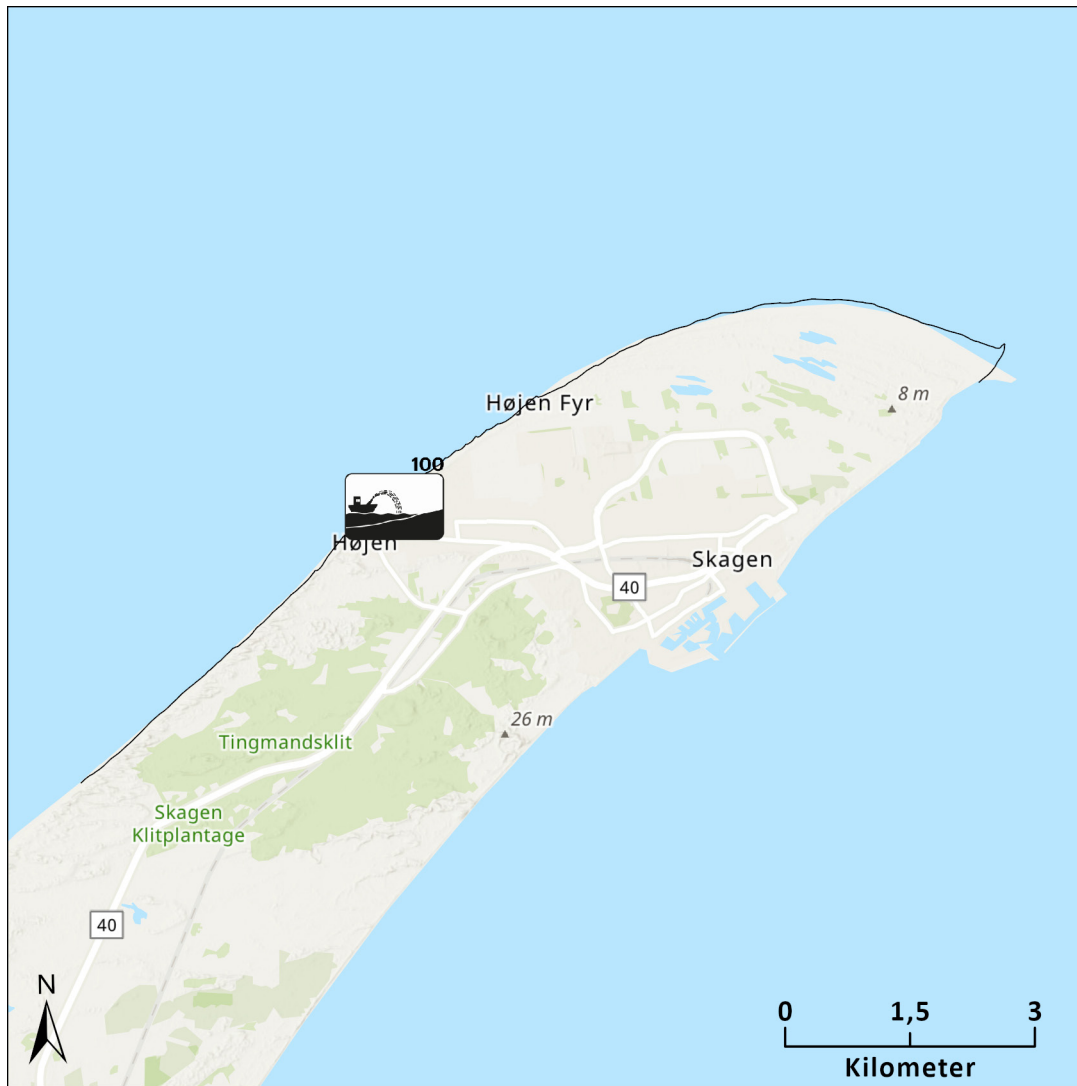 8 m
Højen Fyr
100
Højen
Skagen
40
26 m
Tingmandsklit
Skagen
Klitplantage
40
N
0 1,5 3
Kilometer